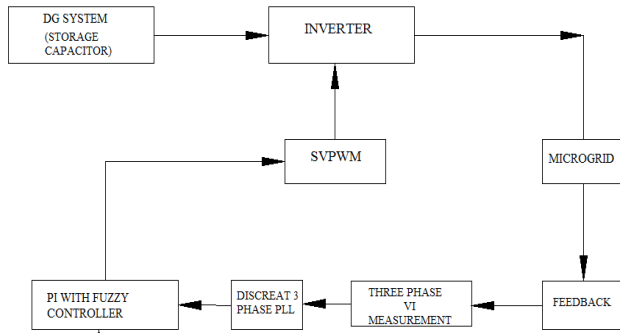 DG SYSTEM
(STORAGE
CAPACITOR)
INVERTER
SVPWM
MICROGRID
PI WITH FUZZY
CONTROLLER
DISCREAT 3
PHASE PLL
THREE PHASE
VI
MEASUREMENT
FEEDBACK